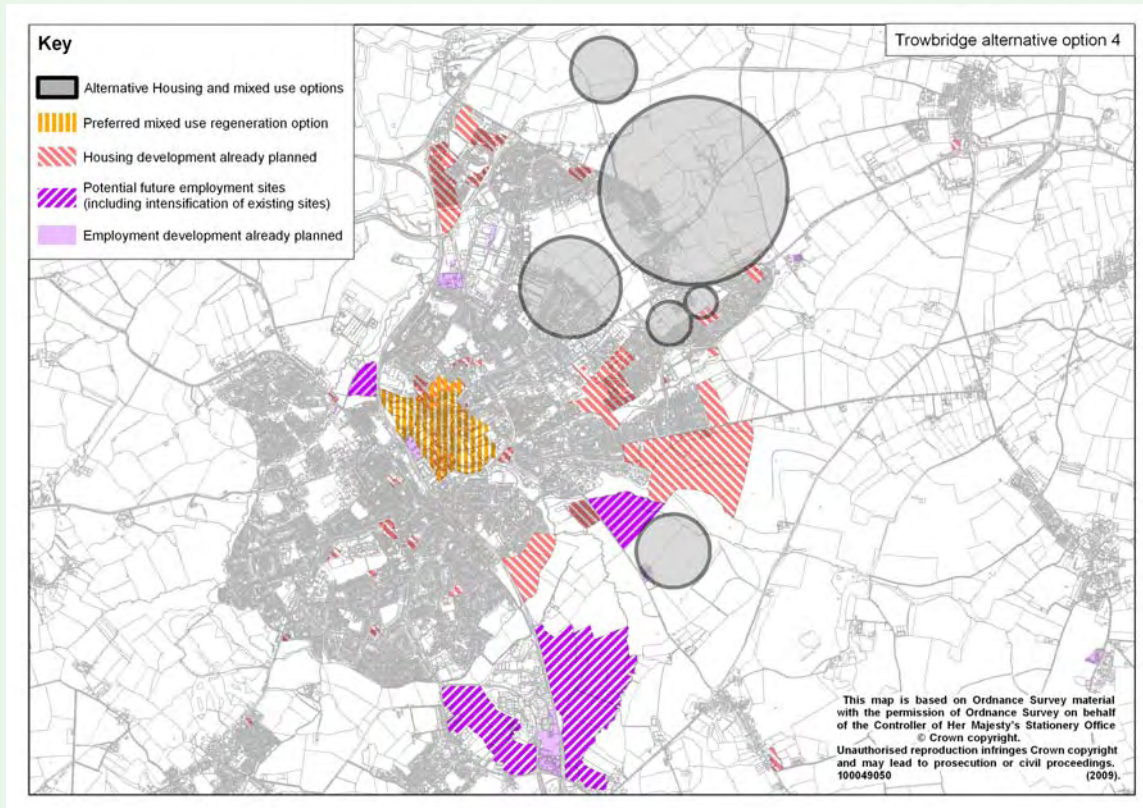 Key
Alternative Housing and mixed use options
Preferred mixed use regeneration option
Housing development already planned
Potential future employment sites
(including intensification of existing sites)
Employment development already planned
Trowbridge alternative option 4
This map is based on Ordnance Survey material
with the permission of Ordnance Survey on behalf
of the Controller of Her Majesty's Stationery Office
© Crown copyright.
Unauthorised reproduction infringes Crown copyright
and may lead to prosecution or civil proceedings.
100049050 (2009).